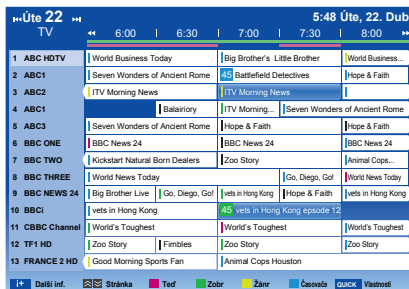 Úte 22 5:48 Úte, 22. Dub
TV 6:00 6:30 7:00 7:30 8:00
1 ABC HDTV World Business Today Big Brother's Little Brother World Business...
2 ABC1 Seven Wonders of Ancient Rome 45 Battlefield Detectives Hope & Faith
3 ABC2 ITV Morning News ITV Morning News
4 ABC1 Balairiory ITV Morning... Seven Wonders of Ancient Rome
5 ABC3 Seven Wonders of Ancient Rome Hope & Faith Hope & Faith
6 BBC ONE BBC News 24 BBC News 24 BBC News 24
7 BBC TWO Kickstart Natural Born Dealers Zoo Story Animal Cops...
8 BBC THREE World News Today Go, Diego, Go! World News Today
9 BBC NEWS 24 Big Brother Live Go, Diego, Go! vets in Hong Kong Hope & Faith vets in Hong Kong
10 BBCi vets in Hong Kong 45 vets in Hong Kong epsode 12
11 CBBC Channel World's Toughest World's Toughest World's Toughest
12 TF1 HD Zoo Story Fimbles Zoo Story Zoo Story
13 FRANCE 2 HD Good Morning Sports Fan Animal Cops Houston
i+ Další inf. Stránka Teď Zobr Žánr Časovače QUICK Vlastnosti